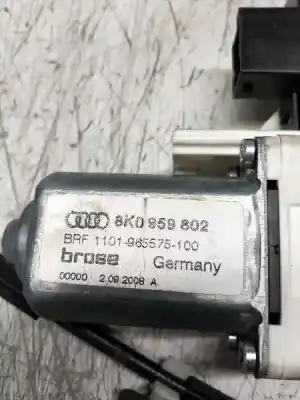 8K0 959 802
BRF 1101-965575-100
brose Germany
00000 2.09.2008 A